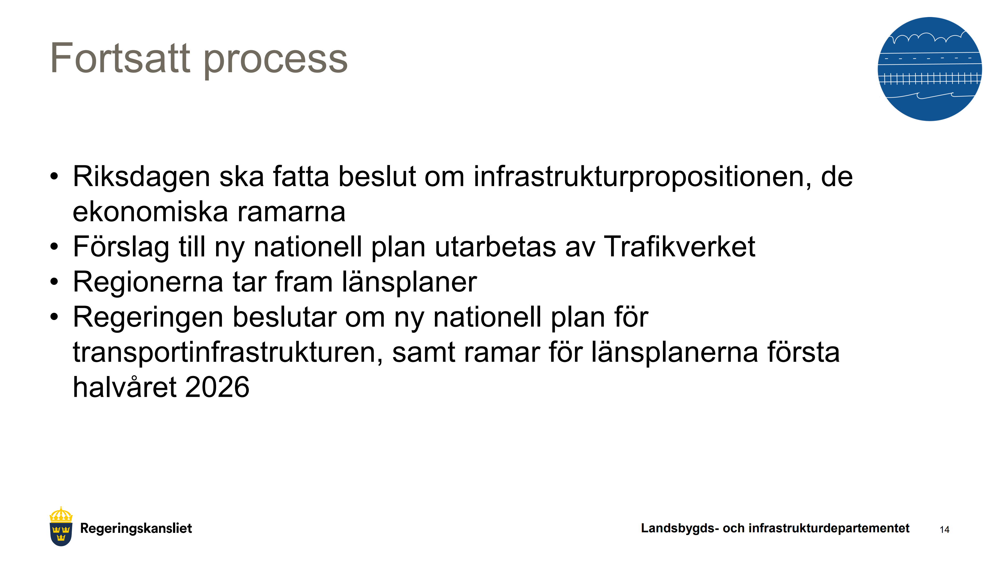 Fortsatt process
• Riksdagen ska fatta beslut om infrastrukturpropositionen, de
ekonomiska ramarna
• Förslag till ny nationell plan utarbetas av Trafikverket
• Regionerna tar fram länsplaner
• Regeringen beslutar om ny nationell plan för
transportinfrastrukturen, samt ramar för länsplanerna första
halvåret 2026
Regeringskansliet
Landsbygds- och infrastrukturdepartementet
14